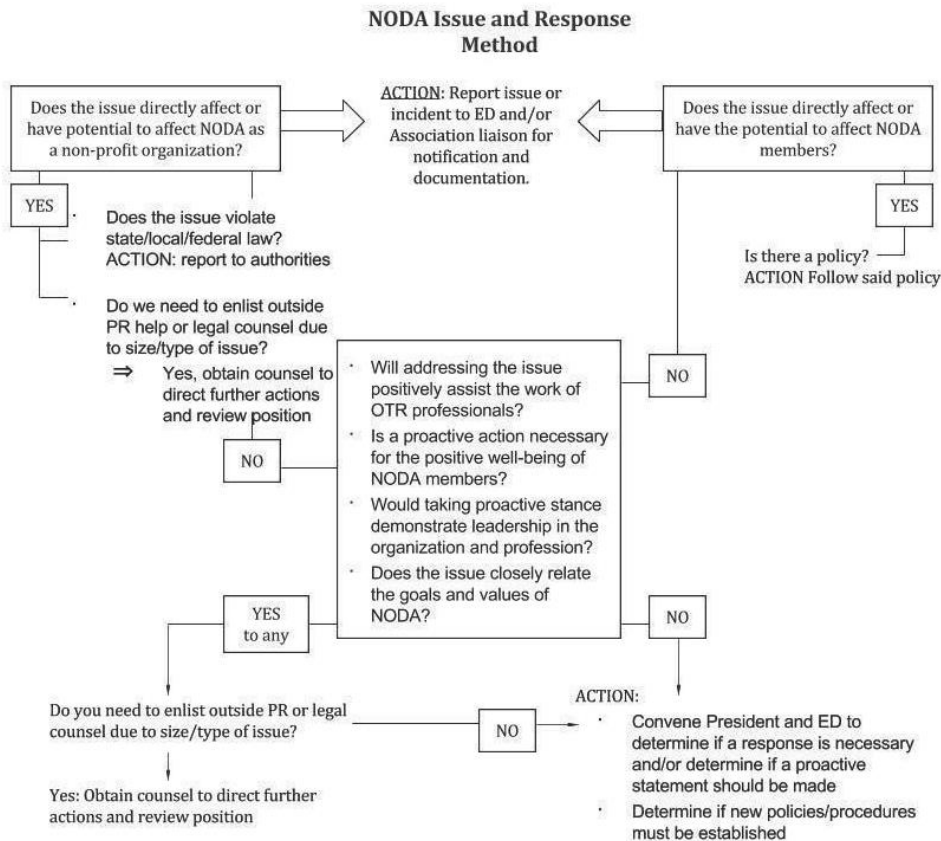 NODA Issue and Response
Method
Does the issue directly affect or
have potential to affect NODA as
a non-profit organization?
ACTION: Report issue or
incident to ED and/or
Association liaison for
notification and
documentation.
Does the issue directly affect or
have the potential to affect NODA
members?
YES
· Does the issue violate
state/local/federal law?
ACTION: report to authorities
· Do we need to enlist outside
PR help or legal counsel due
to size/type of issue?
⇒ Yes, obtain counsel to
direct further actions
and review position
NO
YES
Is there a policy?
ACTION Follow said policy
NO
· Will addressing the issue
positively assist the work of
OTR professionals?
· Is a proactive action necessary
for the positive well-being of
NODA members?
· Would taking proactive stance
demonstrate leadership in the
organization and profession?
· Does the issue closely relate
the goals and values of
NODA?
YES
to any
NO
Do you need to enlist outside PR or legal
counsel due to size/type of issue?
NO
Yes: Obtain counsel to direct further
actions and review position
ACTION:
· Convene President and ED to
determine if a response is necessary
and/or determine if a proactive
statement should be made
· Determine if new policies/procedures
must be established